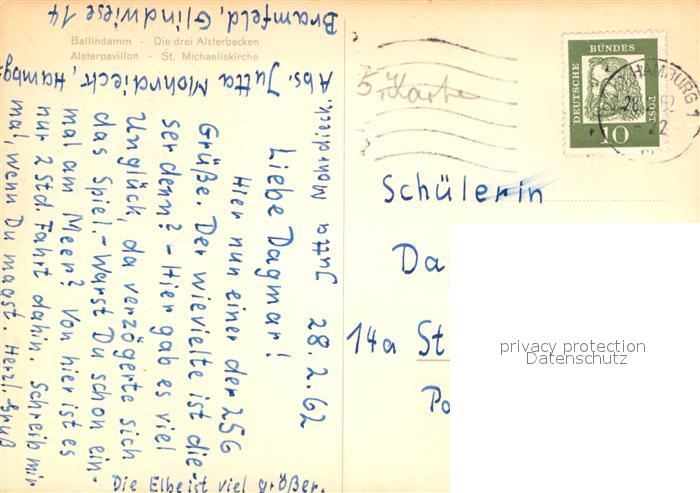 Ballindamm - Die drei Alsterbecken
Alsterpavillon - St. Michaeliskirche
Abs. Jutta Mohrdieck, Hambg.-
Bramfeld, Glindwiese 14
28.2.62
Liebe Dagmar!
Hier nun einer der 256
Grüße. Der wievielte ist die-
ser denn? - Hier gab es viel
Unglück, da verzögerte sich
das Spiel. - Warst Du schon ein-
mal am Meer? Von hier ist es
nur 2 Std. Fahrt dahin. Schreib mir
mal, wenn Du magst. Herzl. Gruß
Jutta Mohrdieck.
Die Elbe ist viel größer.
5. Karte
DEUTSCHE
BUNDES
POST
10
HAMBURG 1
Schülerin
Da
14a St
privacy protection
Datenschutz